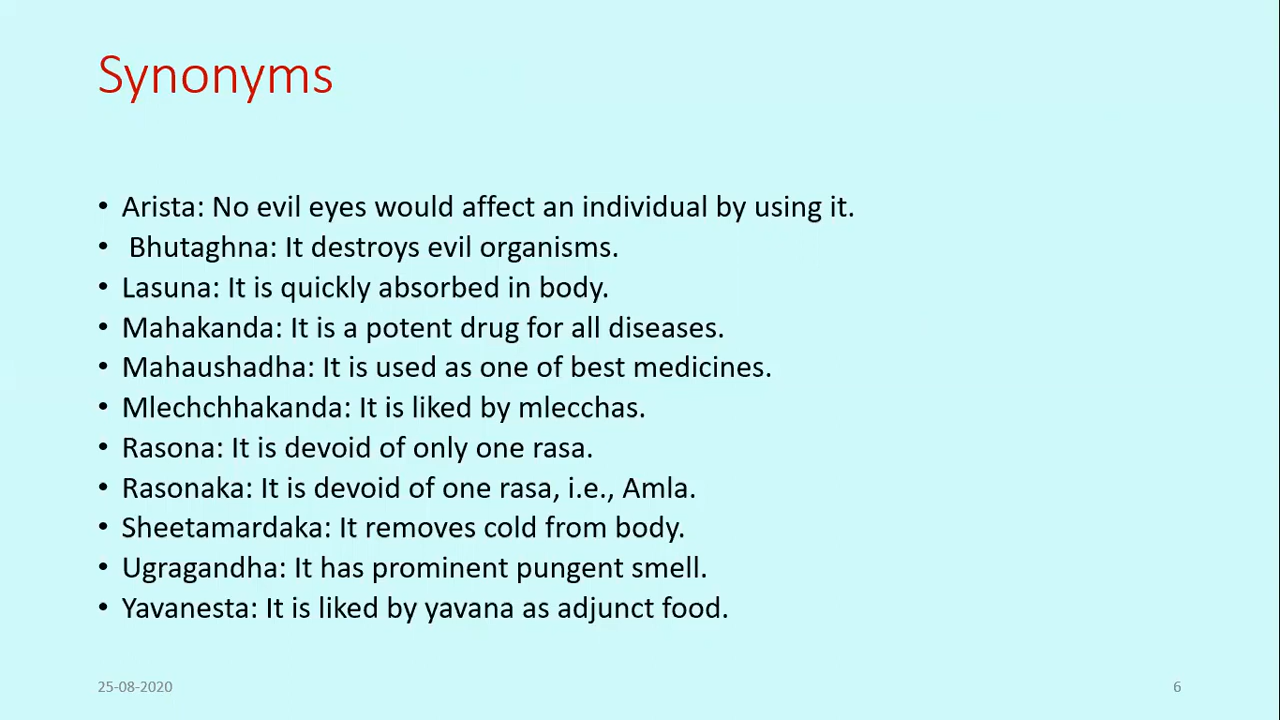 Synonyms
• Arista: No evil eyes would affect an individual by using it.
• Bhutaghna: It destroys evil organisms.
• Lasuna: It is quickly absorbed in body.
• Mahakanda: It is a potent drug for all diseases.
• Mahaushadha: It is used as one of best medicines.
• Mlechchhakanda: It is liked by mlecchas.
• Rasona: It is devoid of only one rasa.
• Rasonaka: It is devoid of one rasa, i.e., Amla.
• Sheetamardaka: It removes cold from body.
• Ugragandha: It has prominent pungent smell.
• Yavanesta: It is liked by yavana as adjunct food.
25-08-2020
6